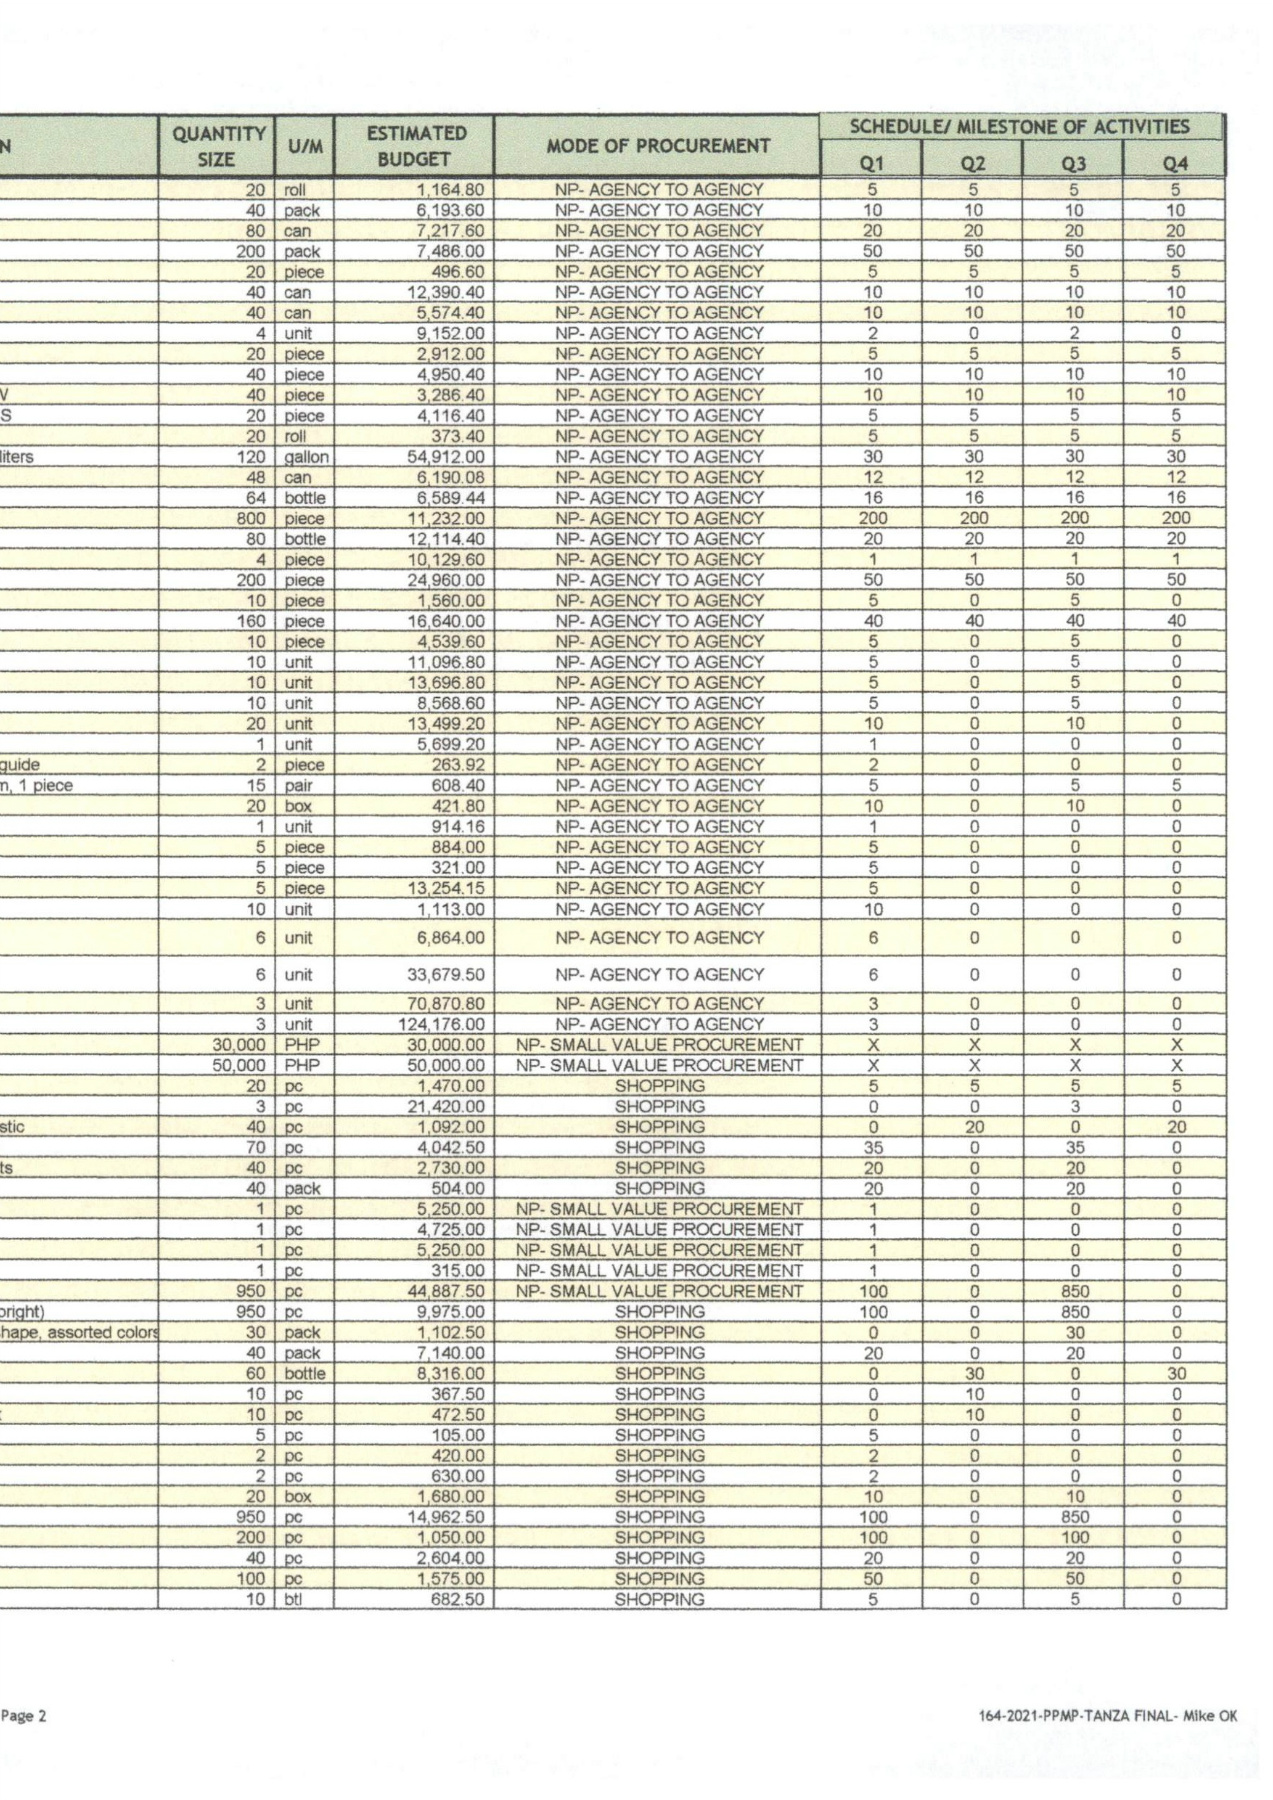 N QUANTITY SIZE U/M ESTIMATED BUDGET MODE OF PROCUREMENT SCHEDULE/ MILESTONE OF ACTIVITIES
Q1 Q2 Q3 Q4
20 roll 1,164.80 NP- AGENCY TO AGENCY 5 5 5 5
40 pack 6,193.60 NP- AGENCY TO AGENCY 10 10 10 10
80 can 7,217.60 NP- AGENCY TO AGENCY 20 20 20 20
200 pack 7,486.00 NP- AGENCY TO AGENCY 50 50 50 50
20 piece 496.60 NP- AGENCY TO AGENCY 5 5 5 5
40 can 12,390.40 NP- AGENCY TO AGENCY 10 10 10 10
40 can 5,574.40 NP- AGENCY TO AGENCY 10 10 10 10
4 unit 9,152.00 NP- AGENCY TO AGENCY 2 0 2 0
20 piece 2,912.00 NP- AGENCY TO AGENCY 5 5 5 5
40 piece 4,950.40 NP- AGENCY TO AGENCY 10 10 10 10
40 piece 3,286.40 NP- AGENCY TO AGENCY 10 10 10 10
S 20 piece 4,116.40 NP- AGENCY TO AGENCY 5 5 5 5
20 roll 373.40 NP- AGENCY TO AGENCY 5 5 5 5
liters 120 gallon 54,912.00 NP- AGENCY TO AGENCY 30 30 30 30
48 can 6,190.08 NP- AGENCY TO AGENCY 12 12 12 12
64 bottle 6,589.44 NP- AGENCY TO AGENCY 16 16 16 16
800 piece 11,232.00 NP- AGENCY TO AGENCY 200 200 200 200
80 bottle 12,114.40 NP- AGENCY TO AGENCY 20 20 20 20
4 piece 10,129.60 NP- AGENCY TO AGENCY 1 1 1 1
200 piece 24,960.00 NP- AGENCY TO AGENCY 50 50 50 50
10 piece 1,560.00 NP- AGENCY TO AGENCY 5 0 5 0
160 piece 16,640.00 NP- AGENCY TO AGENCY 40 40 40 40
10 piece 4,539.60 NP- AGENCY TO AGENCY 5 0 5 0
10 unit 11,096.80 NP- AGENCY TO AGENCY 5 0 5 0
10 unit 13,696.80 NP- AGENCY TO AGENCY 5 0 5 0
10 unit 8,568.60 NP- AGENCY TO AGENCY 5 0 5 0
20 unit 13,499.20 NP- AGENCY TO AGENCY 10 0 10 0
1 unit 5,699.20 NP- AGENCY TO AGENCY 1 0 0 0
guide 2 piece 263.92 NP- AGENCY TO AGENCY 2 0 0 0
m, 1 piece 15 pair 608.40 NP- AGENCY TO AGENCY 5 0 5 5
20 box 421.80 NP- AGENCY TO AGENCY 10 0 10 0
1 unit 914.16 NP- AGENCY TO AGENCY 1 0 0 0
5 piece 884.00 NP- AGENCY TO AGENCY 5 0 0 0
5 piece 321.00 NP- AGENCY TO AGENCY 5 0 0 0
5 piece 13,254.15 NP- AGENCY TO AGENCY 5 0 0 0
10 unit 1,113.00 NP- AGENCY TO AGENCY 10 0 0 0
6 unit 6,864.00 NP- AGENCY TO AGENCY 6 0 0 0
6 unit 33,679.50 NP- AGENCY TO AGENCY 6 0 0 0
3 unit 70,870.80 NP- AGENCY TO AGENCY 3 0 0 0
3 unit 124,176.00 NP- AGENCY TO AGENCY 3 0 0 0
30,000 PHP 30,000.00 NP- SMALL VALUE PROCUREMENT X X X X
50,000 PHP 50,000.00 NP- SMALL VALUE PROCUREMENT X X X X
20 pc 1,470.00 SHOPPING 5 5 5 5
3 pc 21,420.00 SHOPPING 0 0 3 0
stic 40 pc 1,092.00 SHOPPING 0 20 0 20
70 pc 4,042.50 SHOPPING 35 0 35 0
ts 40 pc 2,730.00 SHOPPING 20 0 20 0
40 pack 504.00 SHOPPING 20 0 20 0
1 pc 5,250.00 NP- SMALL VALUE PROCUREMENT 1 0 0 0
1 pc 4,725.00 NP- SMALL VALUE PROCUREMENT 1 0 0 0
1 pc 5,250.00 NP- SMALL VALUE PROCUREMENT 1 0 0 0
1 pc 315.00 NP- SMALL VALUE PROCUREMENT 1 0 0 0
950 pc 44,887.50 NP- SMALL VALUE PROCUREMENT 100 0 850 0
oright) 950 pc 9,975.00 SHOPPING 100 0 850 0
hape, assorted colors 30 pack 1,102.50 SHOPPING 0 0 30 0
40 pack 7,140.00 SHOPPING 20 0 20 0
60 bottle 8,316.00 SHOPPING 0 30 0 30
10 pc 367.50 SHOPPING 0 10 0 0
10 pc 472.50 SHOPPING 0 10 0 0
5 pc 105.00 SHOPPING 5 0 0 0
2 pc 420.00 SHOPPING 2 0 0 0
2 pc 630.00 SHOPPING 2 0 0 0
20 box 1,680.00 SHOPPING 10 0 10 0
950 pc 14,962.50 SHOPPING 100 0 850 0
200 pc 1,050.00 SHOPPING 100 0 100 0
40 pc 2,604.00 SHOPPING 20 0 20 0
100 pc 1,575.00 SHOPPING 50 0 50 0
10 btl 682.50 SHOPPING 5 0 5 0
Page 2 164-2021-PPMP-TANZA FINAL- Mike OK